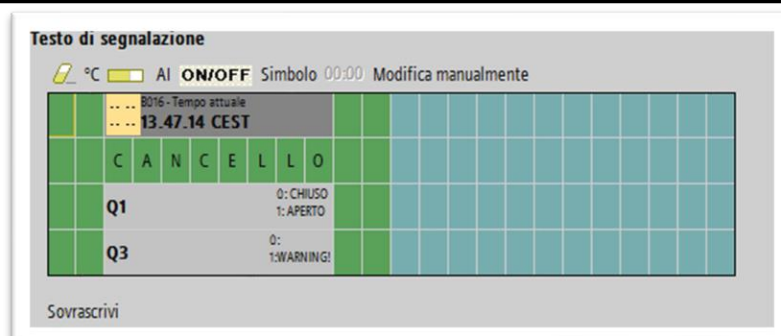 Testo di segnalazione
°C AI ON/OFF Simbolo 00:00 Modifica manualmente
-- -- B016 - Tempo attuale
-- -- 13.47.14 CEST
C A N C E L L O
Q1 0: CHIUSO
1: APERTO
Q3 0:
1:WARNING!
Sovrascrivi